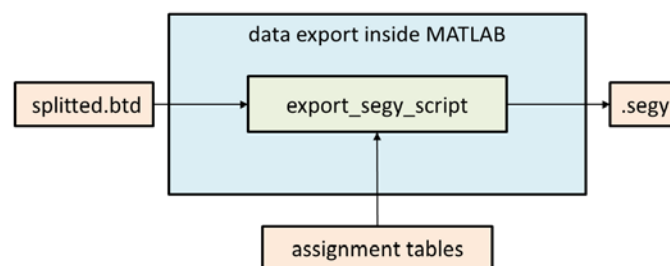 data export inside MATLAB
splitted.btd
export_segy_script
.segy
assignment tables